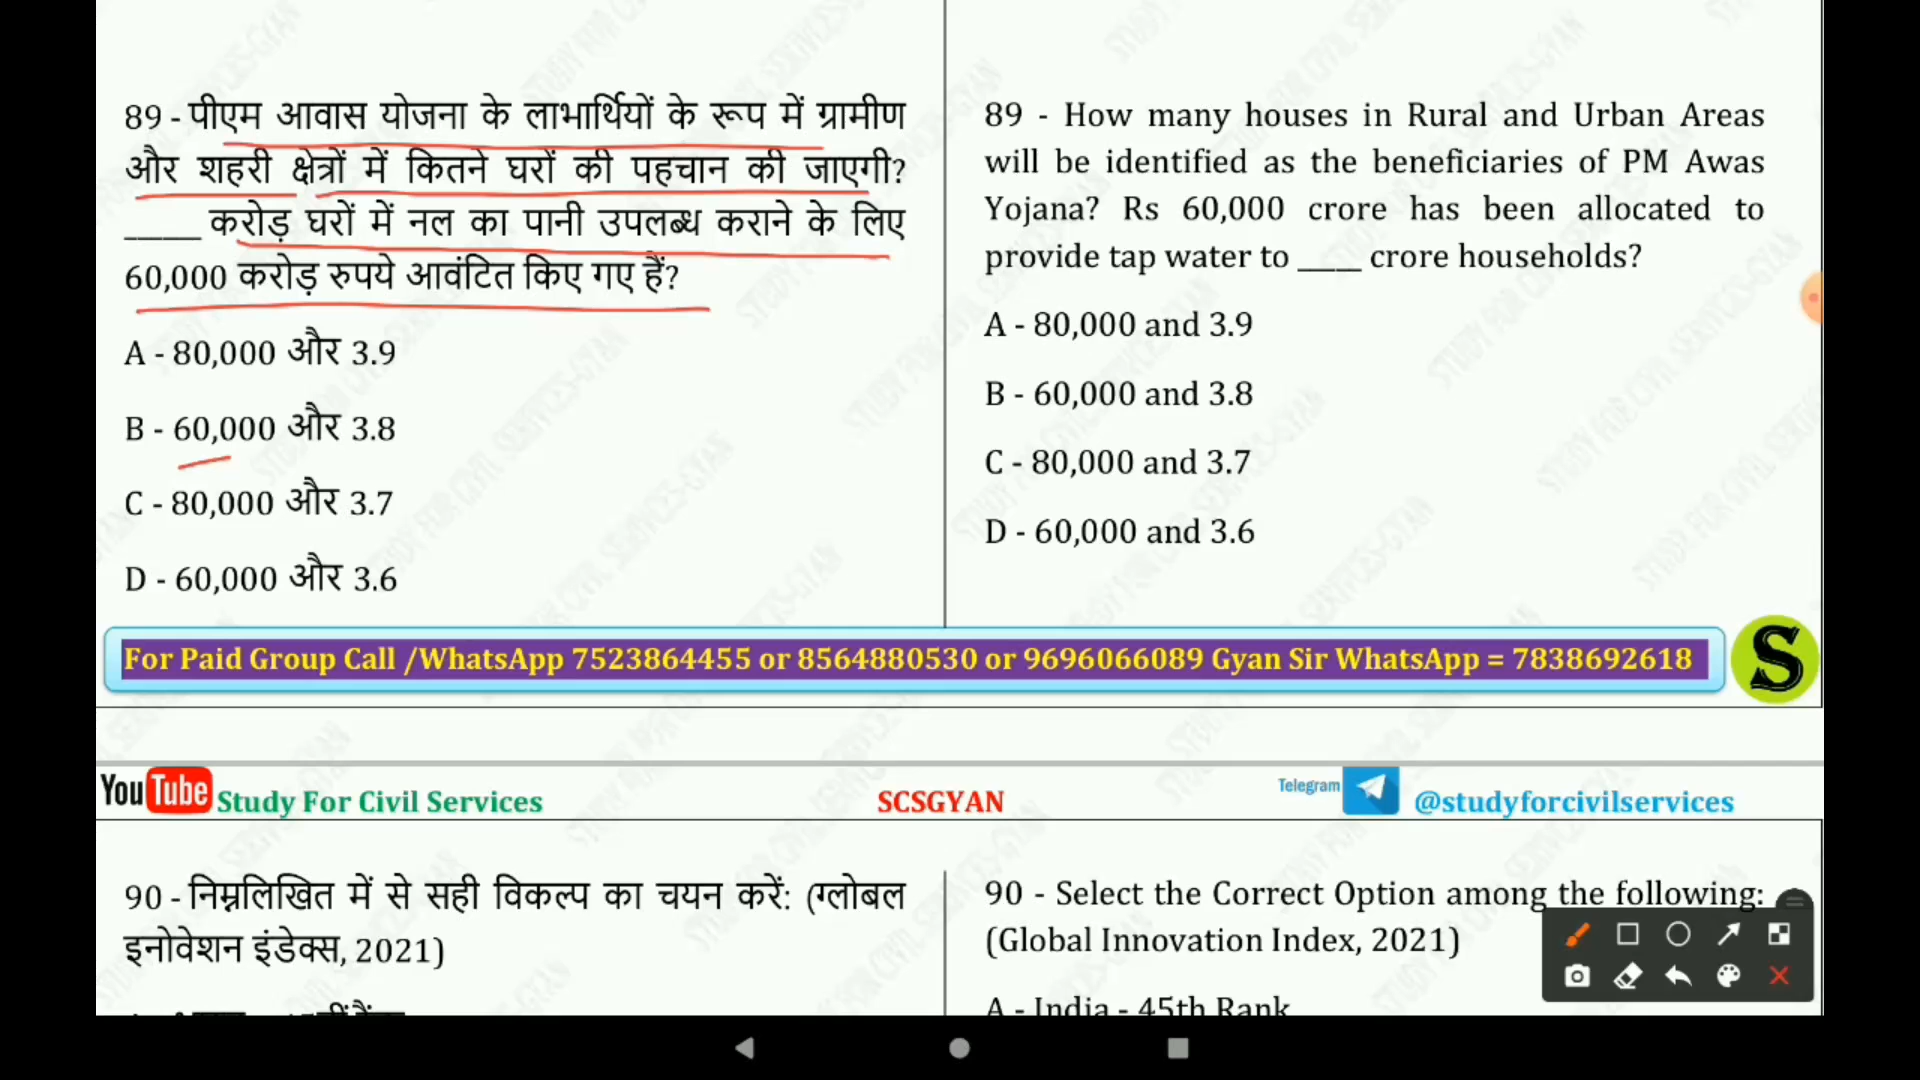 89 - पीएम आवास योजना के लाभार्थियों के रूप में ग्रामीण
और शहरी क्षेत्रों में कितने घरों की पहचान की जाएगी?
_____ करोड़ घरों में नल का पानी उपलब्ध कराने के लिए
60,000 करोड़ रुपये आवंटित किए गए हैं?
A - 80,000 और 3.9
B - 60,000 और 3.8
C - 80,000 और 3.7
D - 60,000 और 3.6
89 - How many houses in Rural and Urban Areas
will be identified as the beneficiaries of PM Awas
Yojana? Rs 60,000 crore has been allocated to
provide tap water to ____ crore households?
A - 80,000 and 3.9
B - 60,000 and 3.8
C - 80,000 and 3.7
D - 60,000 and 3.6
For Paid Group Call /WhatsApp 7523864455 or 8564880530 or 9696066089 Gyan Sir WhatsApp = 7838692618
S
YouTube Study For Civil Services
SCSGYAN
Telegram @studyforcivilservices
90 - निम्नलिखित में से सही विकल्प का चयन करें: (ग्लोबल
इनोवेशन इंडेक्स, 2021)
90 - Select the Correct Option among the following:
(Global Innovation Index, 2021)
A - India - 45th Rank